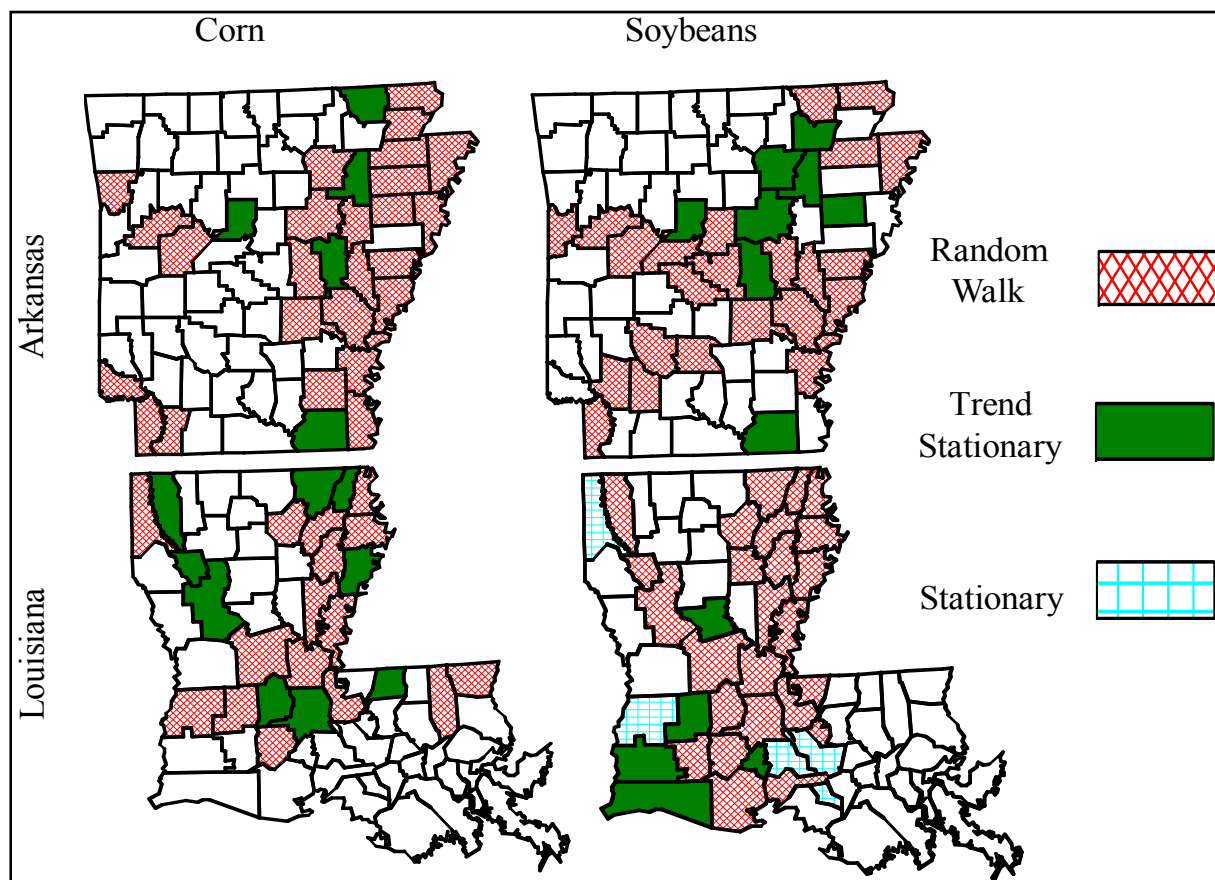 Corn
Soybeans
Arkansas
Louisiana
Random
Walk
Trend
Stationary
Stationary